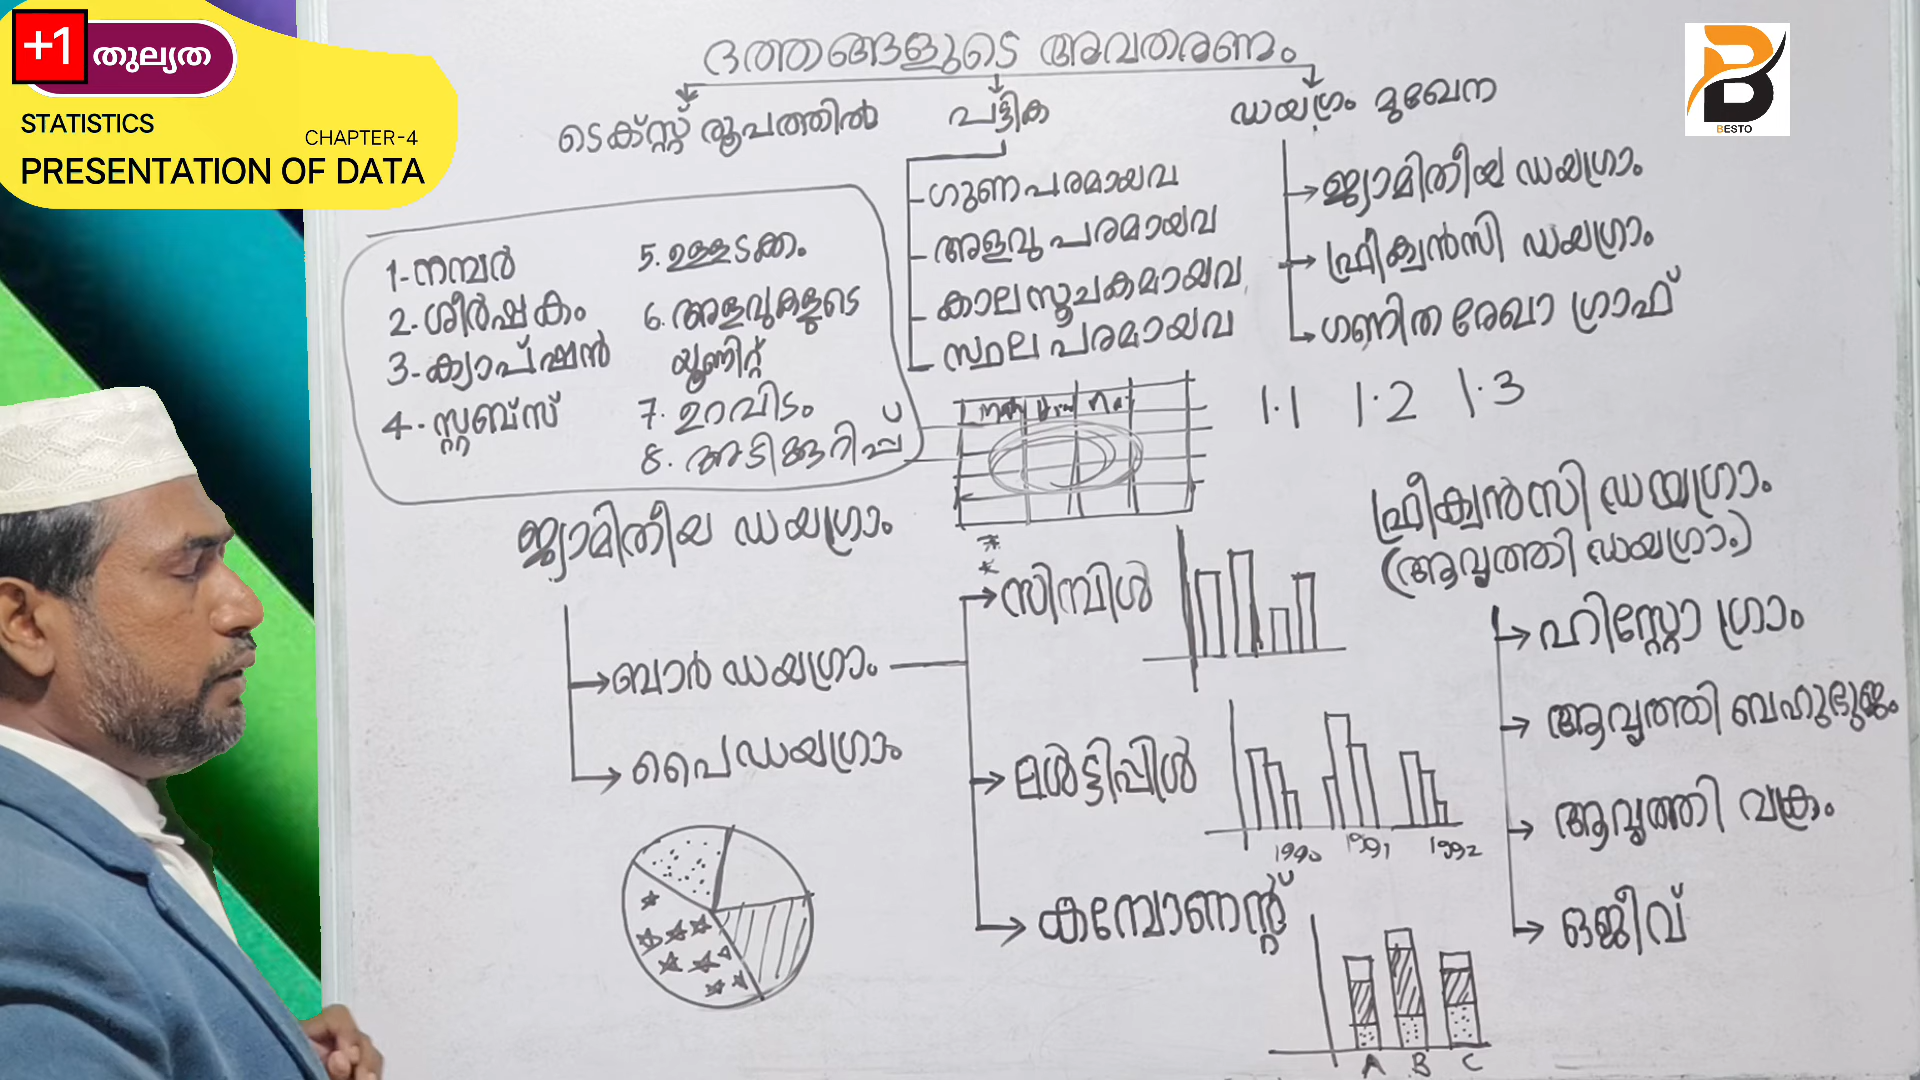 +1 തുല്യത
STATISTICS
CHAPTER-4
PRESENTATION OF DATA
BESTO
ദത്തങ്ങളുടെ അവതരണം
ടെക്സ്റ്റ് രൂപത്തിൽ
പട്ടിക
ഡയഗ്രം മുഖേന
ഗുണപരമായവ
അളവുപരമായവ
കാലസൂചകമായവ
സ്ഥലപരമായവ
ജ്യാമിതീയ ഡയഗ്രാം
ഫ്രീക്വൻസി ഡയഗ്രാം
ഗണിത രേഖാ ഗ്രാഫ്
1-നമ്പർ
2-ശീർഷകം
3-ക്യാപ്ഷൻ
4-സ്റ്റബ്സ്
5.ഉള്ളടക്കം
6.അളവുകളുടെ
യൂണിറ്റ്
7.ഉറവിടം
8.അടിക്കുറിപ്പ്
1.1 1.2 1.3
ജ്യാമിതീയ ഡയഗ്രാം
ബാർ ഡയഗ്രാം
പൈഡയഗ്രാം
സിമ്പിൾ
മൾട്ടിപ്പിൾ
1990 1991 1992
കമ്പോണന്റ്
A B C
ഫ്രീക്വൻസി ഡയഗ്രാം
(ആവൃത്തി ഡയഗ്രാം)
ഹിസ്റ്റോ ഗ്രാം
ആവൃത്തി ബഹുഭുജം
ആവൃത്തി വക്രം
ഒജീവ്